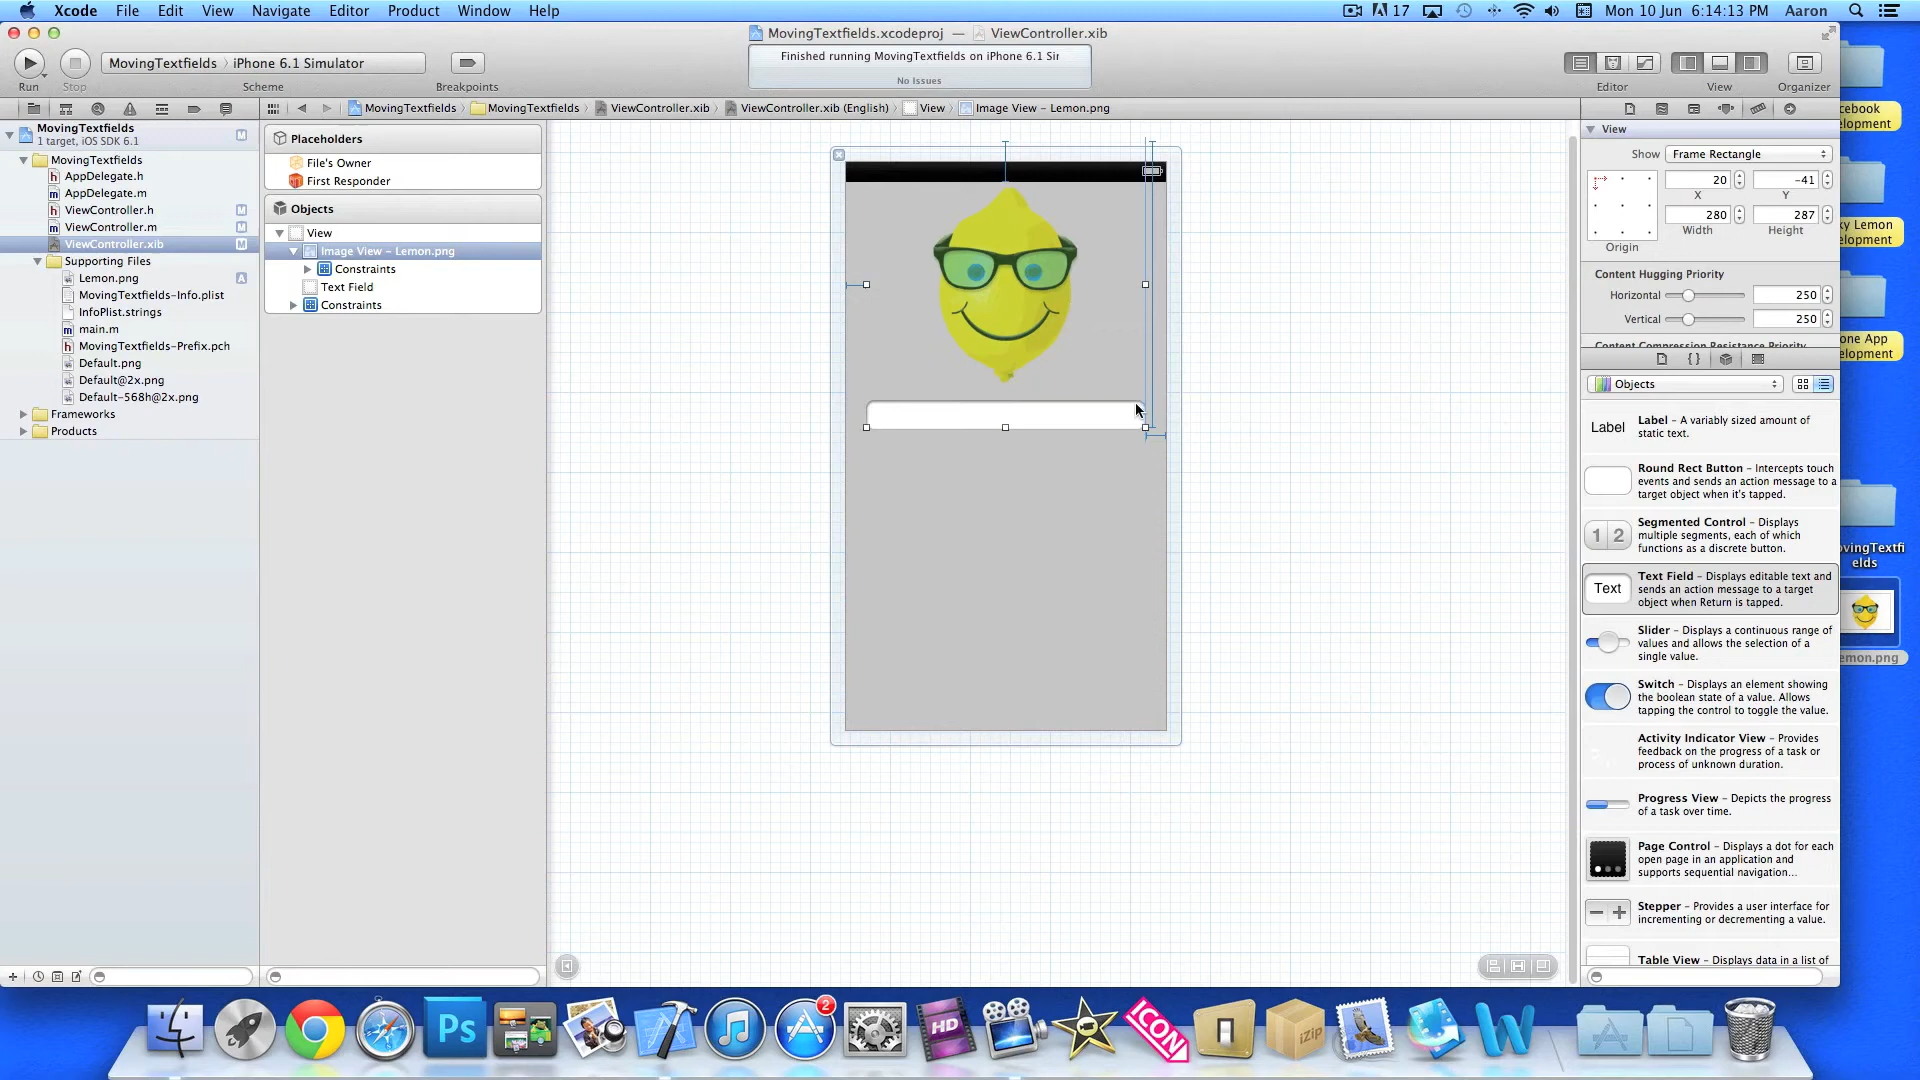 Xcode File Edit View Navigate Editor Product Window Help
17 Mon 10 Jun 6:14:13 PM Aaron
MovingTextfields.xcodeproj — ViewController.xib
MovingTextfields iPhone 6.1 Simulator
Finished running MovingTextfields on iPhone 6.1 Sir
No Issues
Run Stop Scheme Breakpoints Editor View Organizer
MovingTextfields MovingTextfields ViewController.xib ViewController.xib (English) View Image View – Lemon.png
MovingTextfields M
1 target, iOS SDK 6.1
MovingTextfields
AppDelegate.h
AppDelegate.m
ViewController.h M
ViewController.m M
ViewController.xib M
Supporting Files
Lemon.png A
MovingTextfields-Info.plist
InfoPlist.strings
main.m
MovingTextfields-Prefix.pch
Default.png
Default@2x.png
Default-568h@2x.png
Frameworks
Products
Placeholders
File's Owner
First Responder
Objects
View
Image View – Lemon.png
Constraints
Text Field
Constraints
View
Show Frame Rectangle
20 -41
X Y
280 287
Width Height
Origin
Content Hugging Priority
Horizontal 250
Vertical 250
Content Compression Resistance Priority
Objects
Label
Label – A variably sized amount of
static text.
Round Rect Button – Intercepts touch
events and sends an action message to a
target object when it's tapped.
1 2
Segmented Control – Displays
multiple segments, each of which
functions as a discrete button.
Text
Text Field – Displays editable text and
sends an action message to a target
object when Return is tapped.
Slider – Displays a continuous range of
values and allows the selection of a
single value.
Switch – Displays an element showing
the boolean state of a value. Allows
tapping the control to toggle the value.
Activity Indicator View – Provides
feedback on the progress of a task or
process of unknown duration.
Progress View – Depicts the progress
of a task over time.
Page Control – Displays a dot for each
open page in an application and
supports sequential navigation...
Stepper – Provides a user interface for
incrementing or decrementing a value.
Table View – Displays data in a list of
cebook
elopment
ky Lemon
elopment
one App
elopment
ovingTextfi
elds
emon.png
Ps
2
HD
ICON
iZip
W